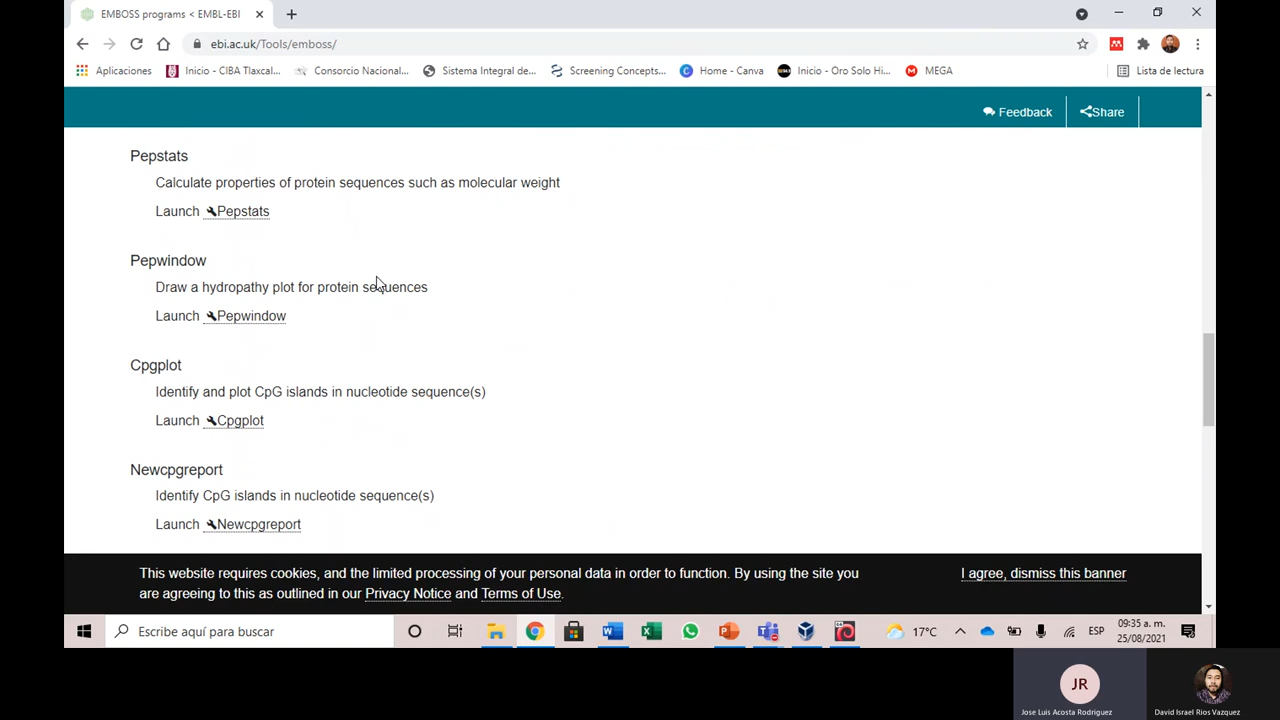 EMBOSS programs < EMBL-EBI
ebi.ac.uk/Tools/emboss/
Aplicaciones
Inicio - CIBA Tlaxcal...
Consorcio Nacional...
Sistema Integral de...
Screening Concepts...
Home - Canva
Inicio - Oro Solo Hi...
MEGA
Lista de lectura
Feedback
Share
Pepstats
Calculate properties of protein sequences such as molecular weight
Launch Pepstats
Pepwindow
Draw a hydropathy plot for protein sequences
Launch Pepwindow
Cpgplot
Identify and plot CpG islands in nucleotide sequence(s)
Launch Cpgplot
Newcpgreport
Identify CpG islands in nucleotide sequence(s)
Launch Newcpgreport
This website requires cookies, and the limited processing of your personal data in order to function. By using the site you
are agreeing to this as outlined in our Privacy Notice and Terms of Use.
I agree, dismiss this banner
Escribe aquí para buscar
17°C
ESP
09:35 a. m.
25/08/2021
JR
Jose Luis Acosta Rodriguez
David Israel Rios Vazquez